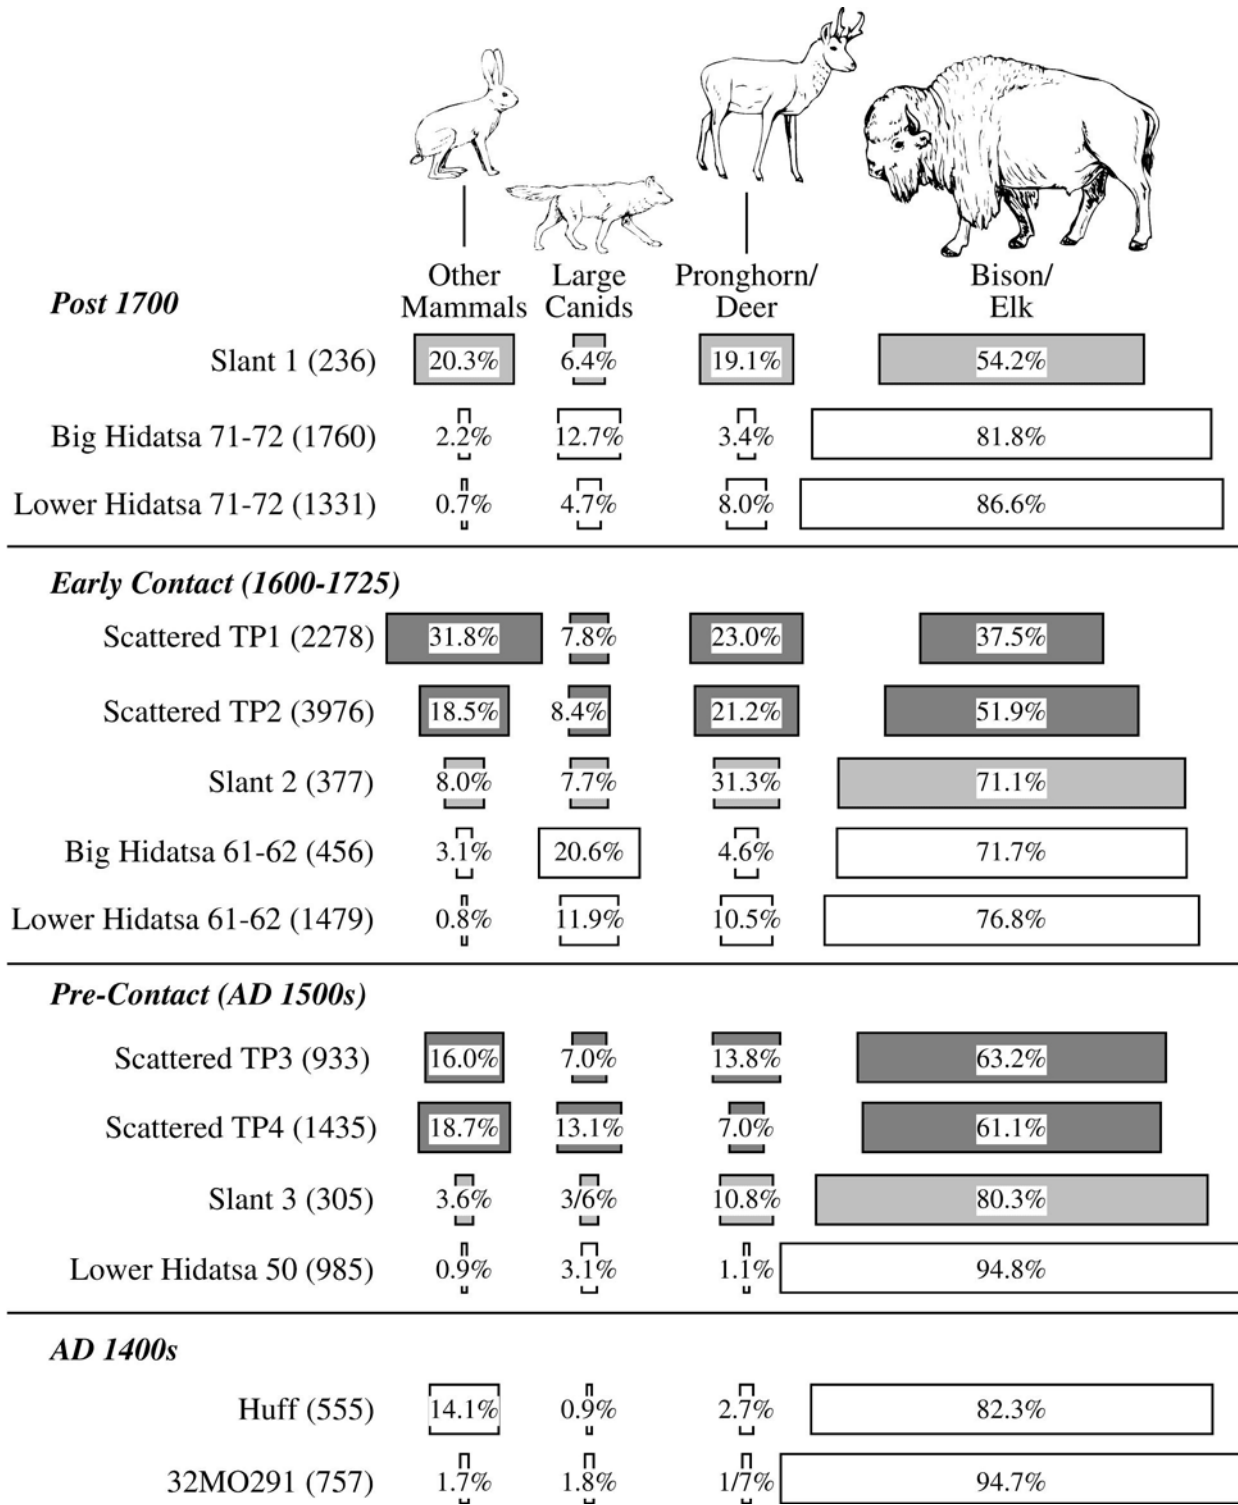 Other Large Pronghorn/ Bison/
Post 1700 Mammals Canids Deer Elk
Slant 1 (236) 20.3% 6.4% 19.1% 54.2%
Big Hidatsa 71-72 (1760) 2.2% 12.7% 3.4% 81.8%
Lower Hidatsa 71-72 (1331) 0.7% 4.7% 8.0% 86.6%
Early Contact (1600-1725)
Scattered TP1 (2278) 31.8% 7.8% 23.0% 37.5%
Scattered TP2 (3976) 18.5% 8.4% 21.2% 51.9%
Slant 2 (377) 8.0% 7.7% 31.3% 71.1%
Big Hidatsa 61-62 (456) 3.1% 20.6% 4.6% 71.7%
Lower Hidatsa 61-62 (1479) 0.8% 11.9% 10.5% 76.8%
Pre-Contact (AD 1500s)
Scattered TP3 (933) 16.0% 7.0% 13.8% 63.2%
Scattered TP4 (1435) 18.7% 13.1% 7.0% 61.1%
Slant 3 (305) 3.6% 3/6% 10.8% 80.3%
Lower Hidatsa 50 (985) 0.9% 3.1% 1.1% 94.8%
AD 1400s
Huff (555) 14.1% 0.9% 2.7% 82.3%
32MO291 (757) 1.7% 1.8% 1/7% 94.7%